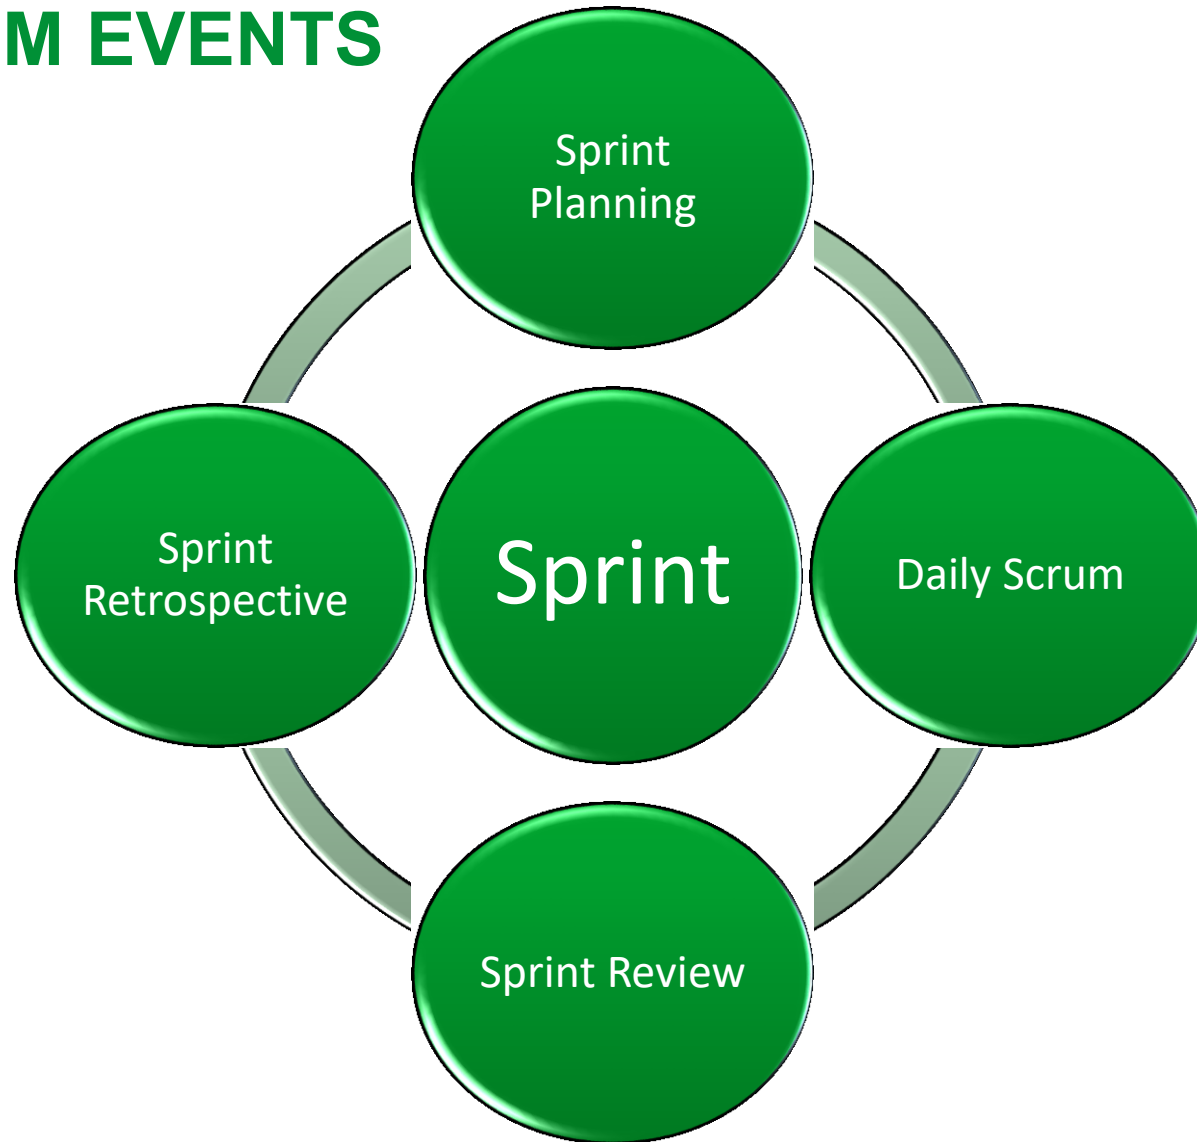 M EVENTS
Sprint
Planning
Sprint
Retrospective
Sprint
Daily Scrum
Sprint Review